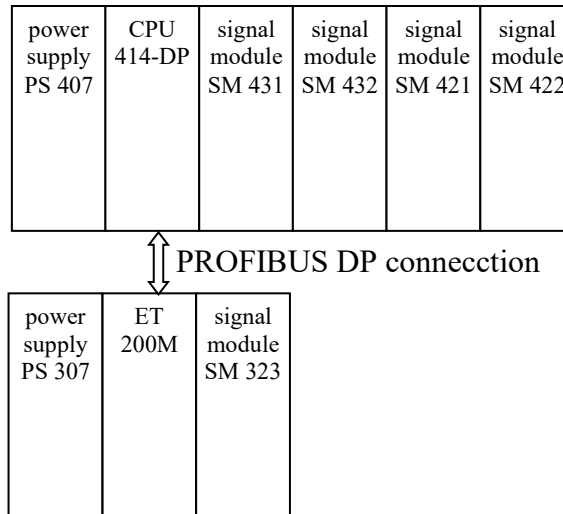 power
supply
PS 407
CPU
414-DP
signal
module
SM 431
signal
module
SM 432
signal
module
SM 421
signal
module
SM 422
PROFIBUS DP connecction
power
supply
PS 307
ET
200M
signal
module
SM 323